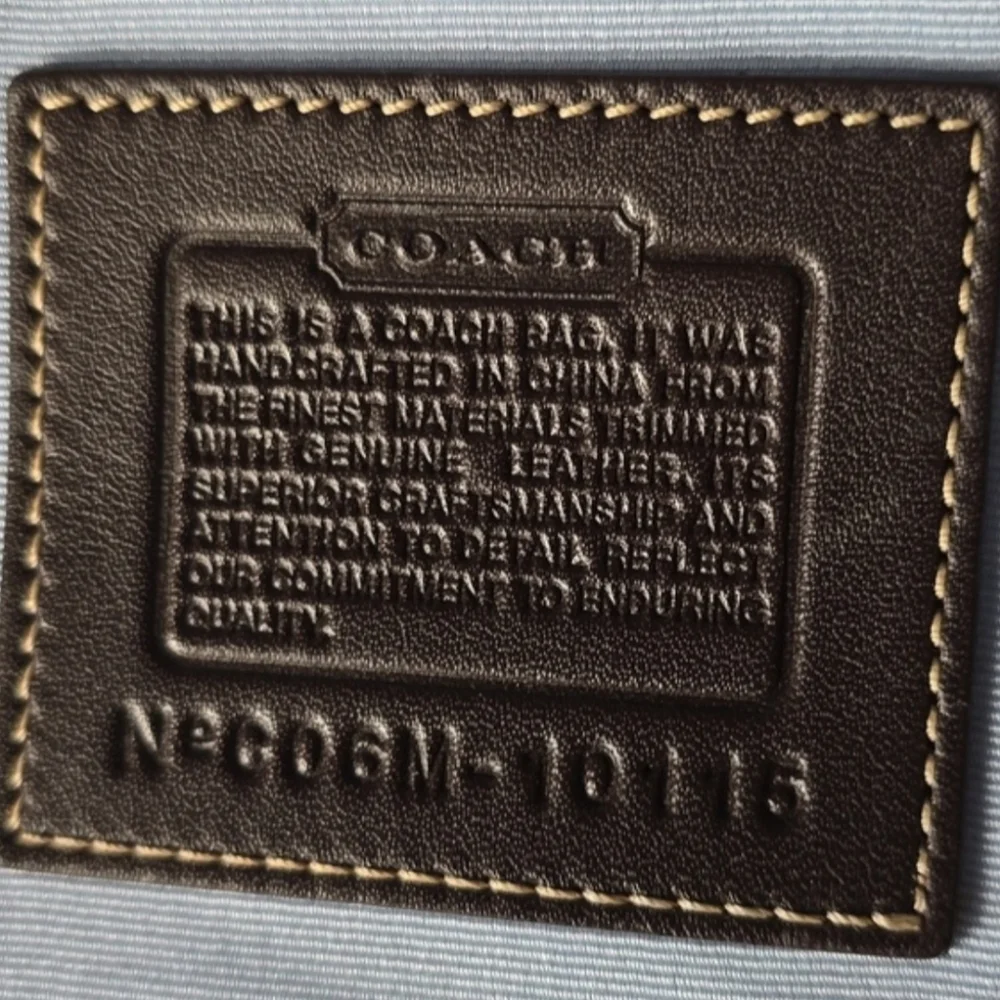 COACH
THIS IS A COACH BAG. IT WAS
HANDCRAFTED IN CHINA FROM
THE FINEST MATERIALS TRIMMED
WITH GENUINE LEATHER. ITS
SUPERIOR CRAFTSMANSHIP AND
ATTENTION TO DETAIL REFLECT
OUR COMMITMENT TO ENDURING
QUALITY.
Nº C06M-10115